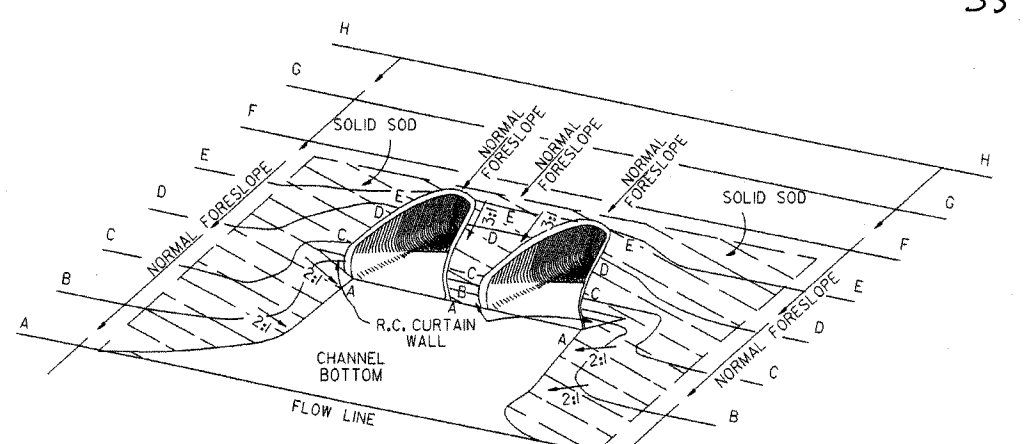 H
G
F
SOLID SOD
E
D
C
B
A
NORMAL FORESLOPE
NORMAL
FORESLOPE
NORMAL
FORESLOPE
NORMAL
FORESLOPE
H
G
F
E
D
C
B
SOLID SOD
NORMAL FORESLOPE
E
D
C
A
3:1
E
D
3:1
C
B
A
E
D
C
A
2:1
2:1
2:1
2:1
R.C. CURTAIN
WALL
CHANNEL
BOTTOM
FLOW LINE